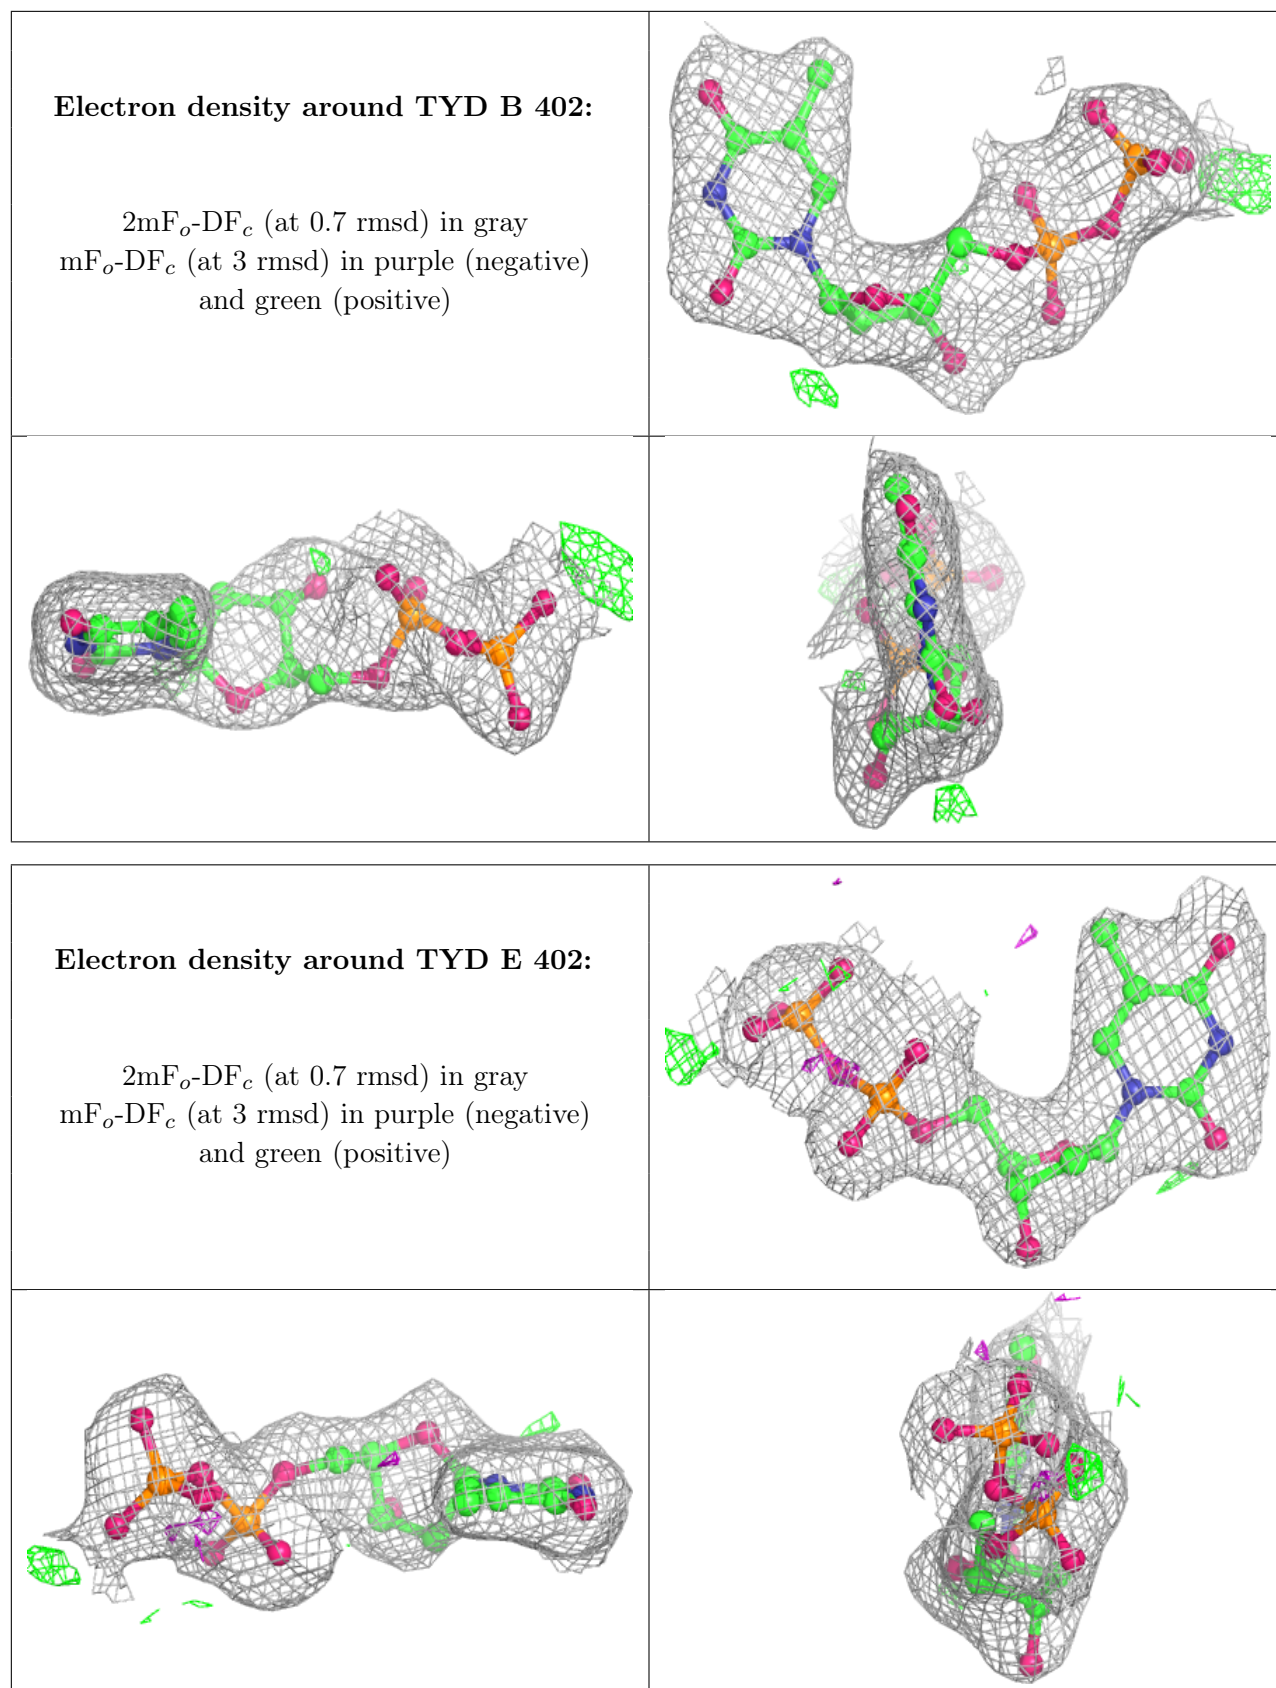 Electron density around TYD B 402:
2mFo-DFc (at 0.7 rmsd) in gray
mFo-DFc (at 3 rmsd) in purple (negative)
and green (positive)
Electron density around TYD E 402:
2mFo-DFc (at 0.7 rmsd) in gray
mFo-DFc (at 3 rmsd) in purple (negative)
and green (positive)